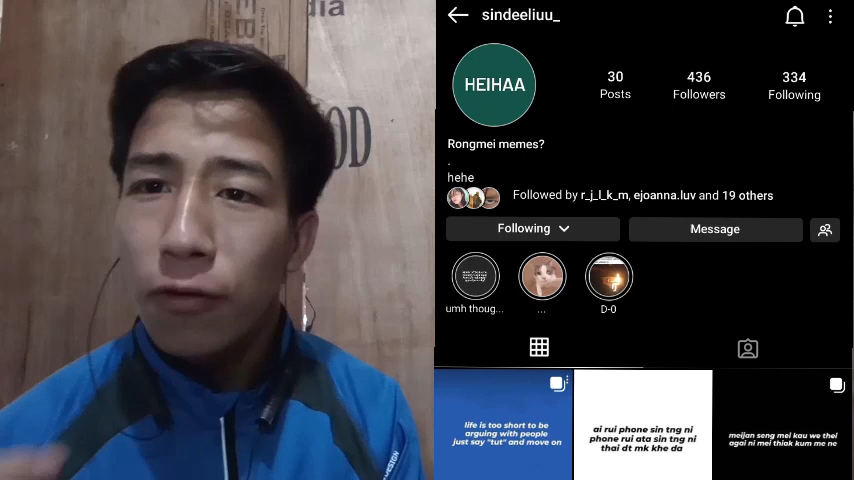 dia
EBI
OD
DESIGN
sindeeliuu_
HEIHAA
30
436
334
Posts
Followers
Following
Rongmei memes?
.
hehe
Followed by r_j_l_k_m, ejoanna.luv and 19 others
Following
Message
umh thoug...
...
D-0
life is too short to be
arguing with people
just say "tut" and move on
ai rui phone sin tng ni
phone rui ata sin tng ni
thai dt mk khe da
meijan seng mei kau we thei
agai ni mei thiak kum me ne